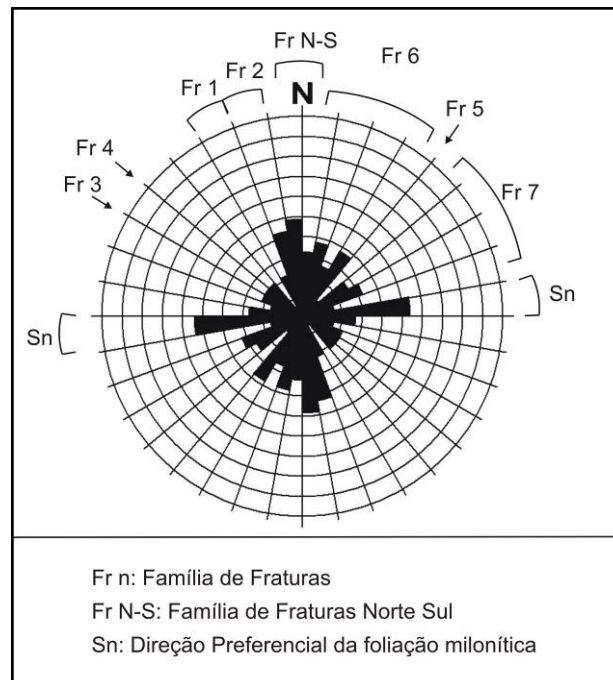 Fr N-S
Fr 6
Fr 2
Fr 1
N
Fr 5
Fr 4
Fr 3
Fr 7
Sn
Sn
Fr n: Família de Fraturas
Fr N-S: Família de Fraturas Norte Sul
Sn: Direção Preferencial da foliação milonítica